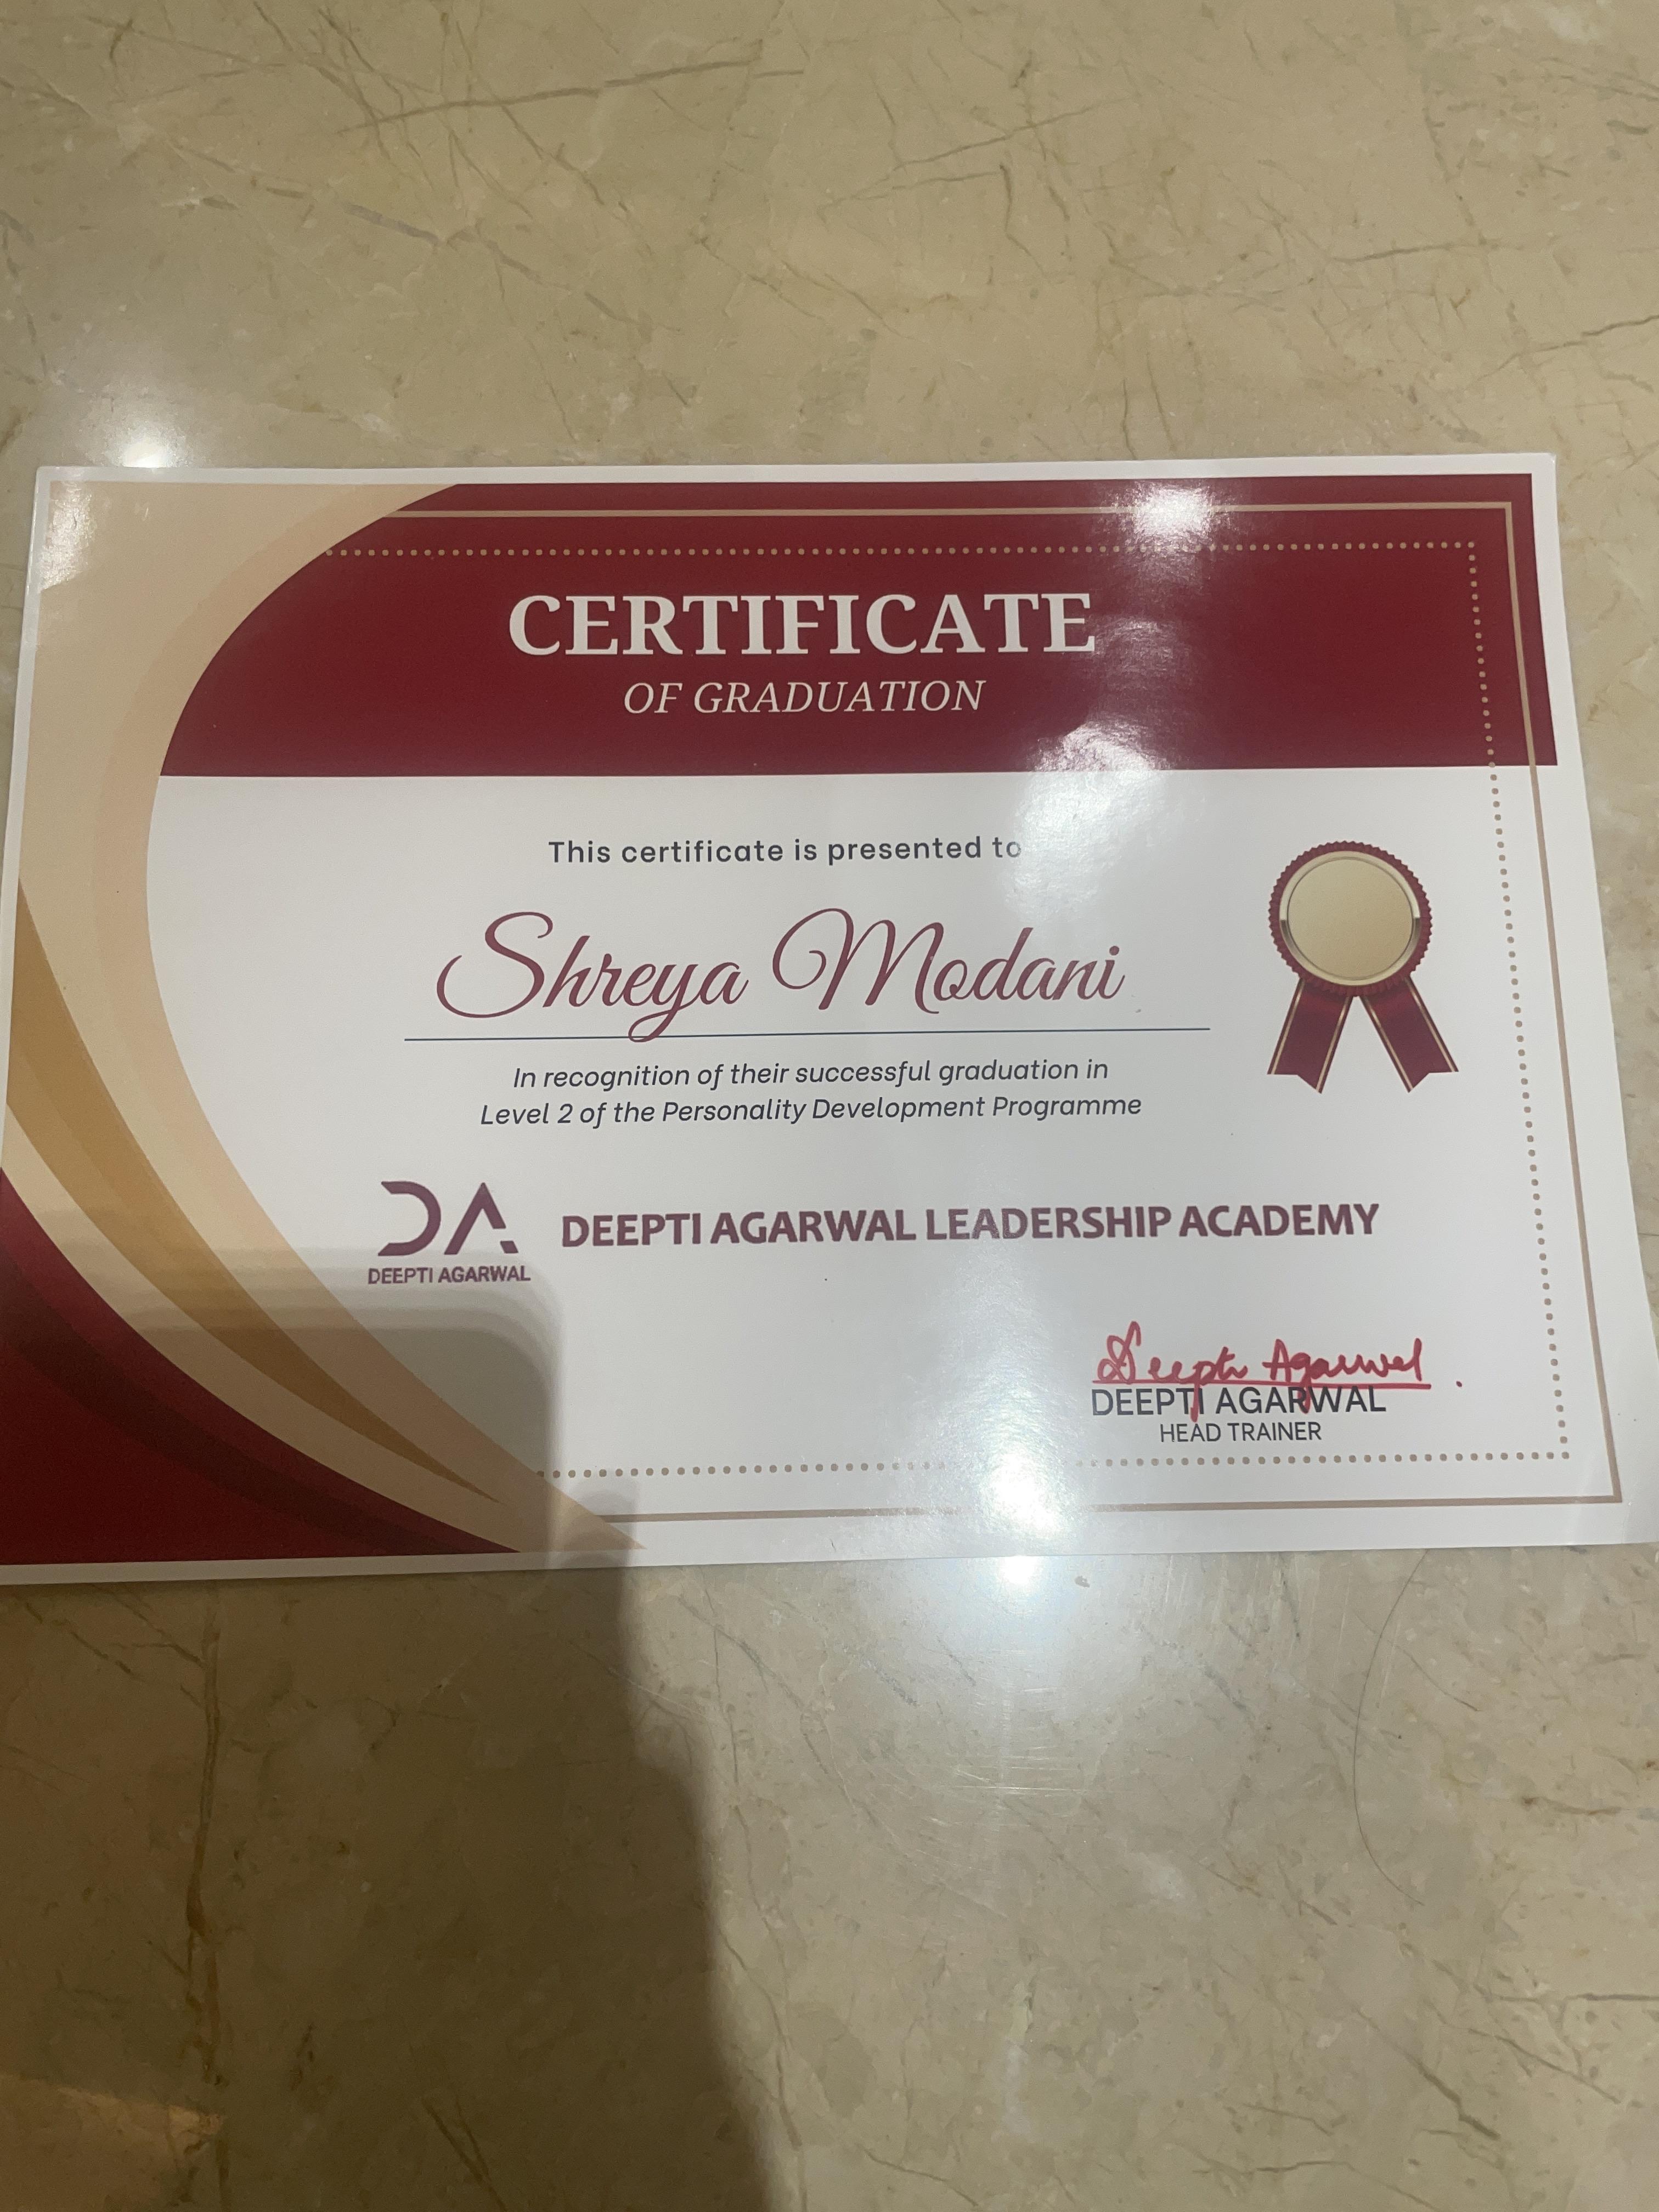 CERTIFICATE
OF GRADUATION
This certificate is presented to
Shreya Modani
In recognition of their successful graduation in
Level 2 of the Personality Development Programme
DA
DEEPTI AGARWAL
DEEPTI AGARWAL LEADERSHIP ACADEMY
Deepti Agarwal
DEEPTI AGARWAL
HEAD TRAINER